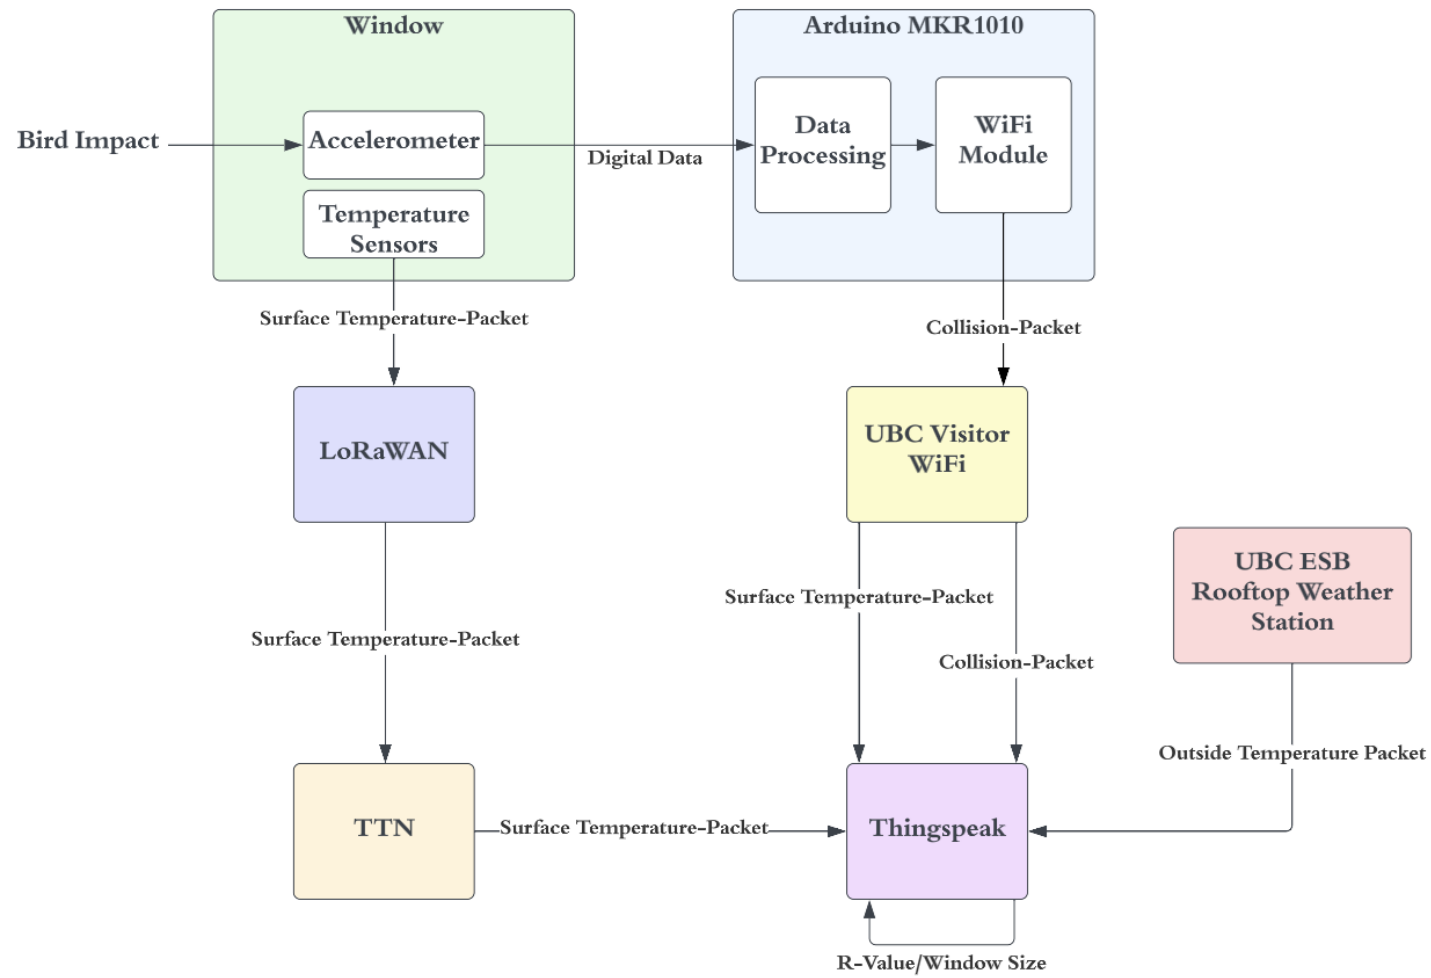 Window
Arduino MKR1010
Bird Impact
Accelerometer
Digital Data
Data
Processing
WiFi
Module
Temperature
Sensors
Surface Temperature-Packet
Collision-Packet
LoRaWAN
UBC Visitor
WiFi
UBC ESB
Rooftop Weather
Station
Surface Temperature-Packet
Surface Temperature-Packet
Collision-Packet
Outside Temperature Packet
TTN
Surface Temperature-Packet
Thingspeak
R-Value/Window Size